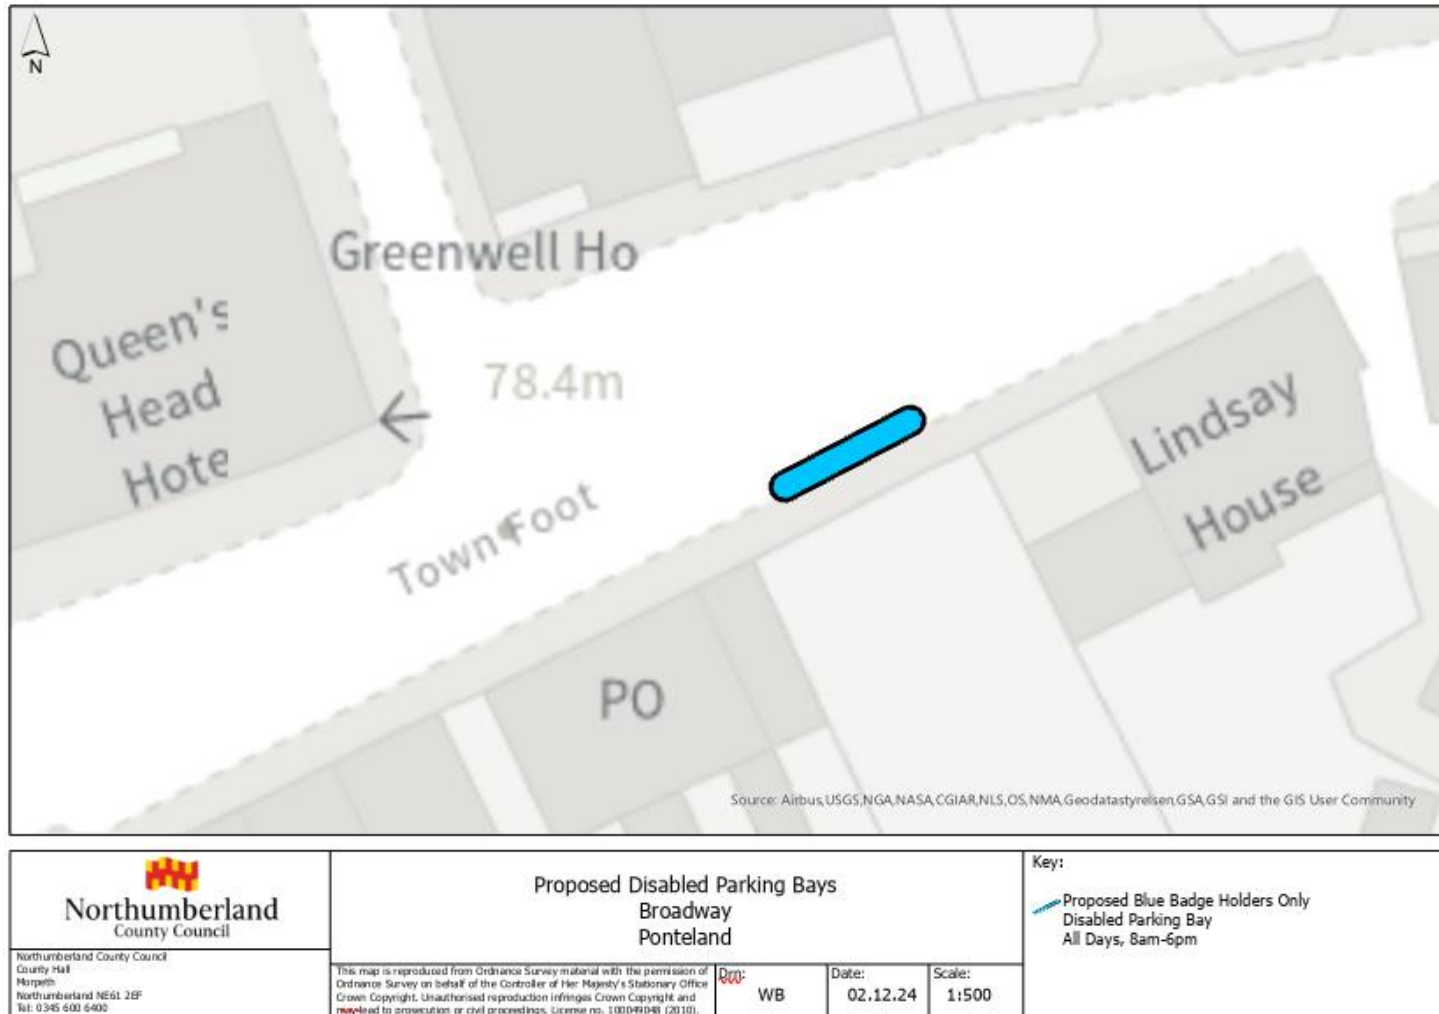 N
Greenwell Ho
Queen's
Head
Hote
78.4m
Town Foot
Lindsay
House
PO
Source: Airbus,USGS,NGA,NASA,CGIAR,NLS,OS,NMA,Geodatastyrelsen,GSA,GSI and the GIS User Community
Northumberland
County Council
Northumberland County Council
County Hall
Morpeth
Northumberland NE61 2EF
Tel: 0345 600 6400
Proposed Disabled Parking Bays
Broadway
Ponteland
This map is reproduced from Ordnance Survey material with the permission of
Ordnance Survey on behalf of the Controller of Her Majesty's Stationary Office
Crown Copyright. Unauthorised reproduction infringes Crown Copyright and
may lead to prosecution or civil proceedings. License no. 100049048 (2010).
Drn:
WB
Date:
02.12.24
Scale:
1:500
Key:
Proposed Blue Badge Holders Only
Disabled Parking Bay
All Days, 8am-6pm